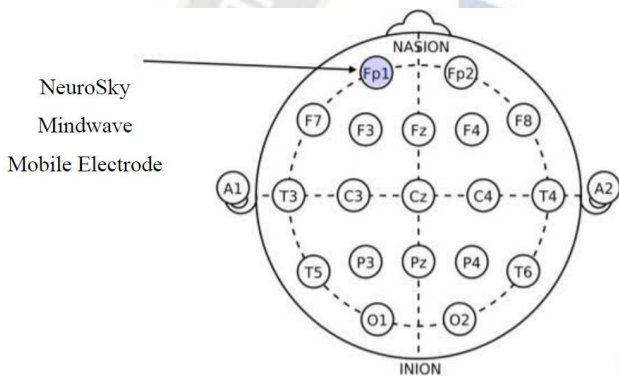 NASION
Fp1 Fp2
NeuroSky
Mindwave
Mobile Electrode
F7 F3 Fz F4 F8
A1 T3 C3 Cz C4 T4 A2
T5 P3 Pz P4 T6
O1 O2
INION